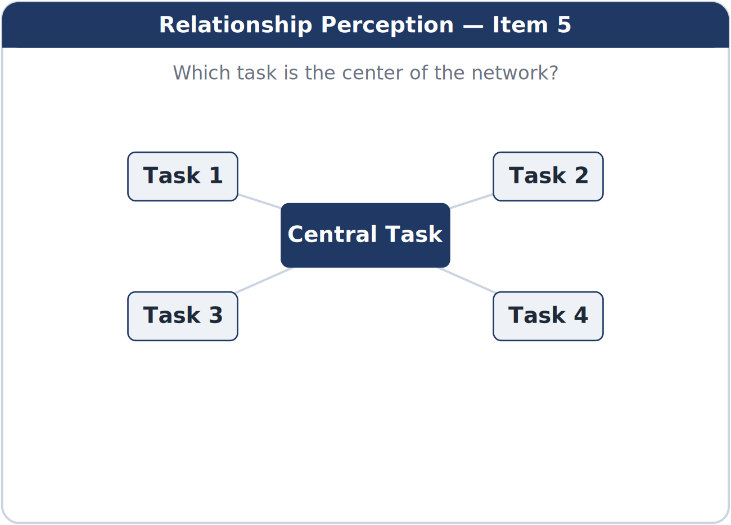 Relationship Perception — Item 5
Which task is the center of the network?
Task 1
Task 2
Central Task
Task 3
Task 4